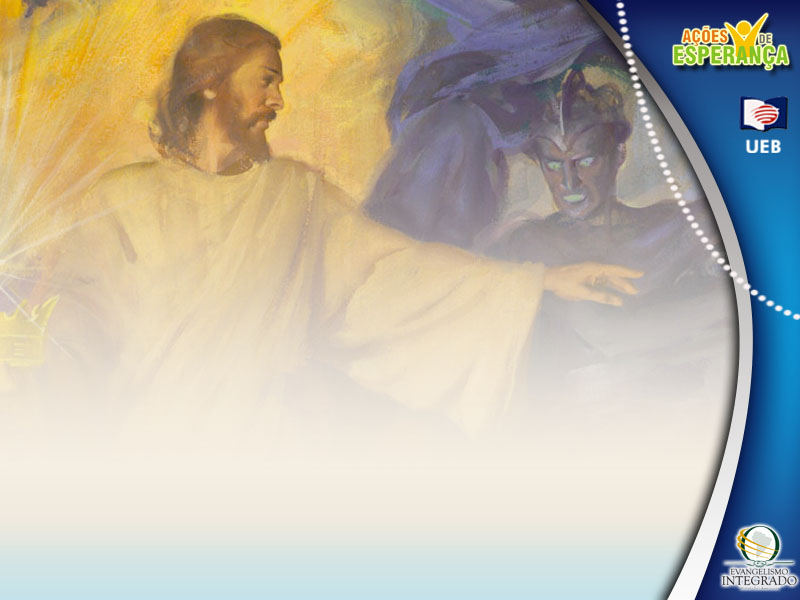 AÇÕES DE
ESPERANÇA
UEB
EVANGELISMO
INTEGRADO